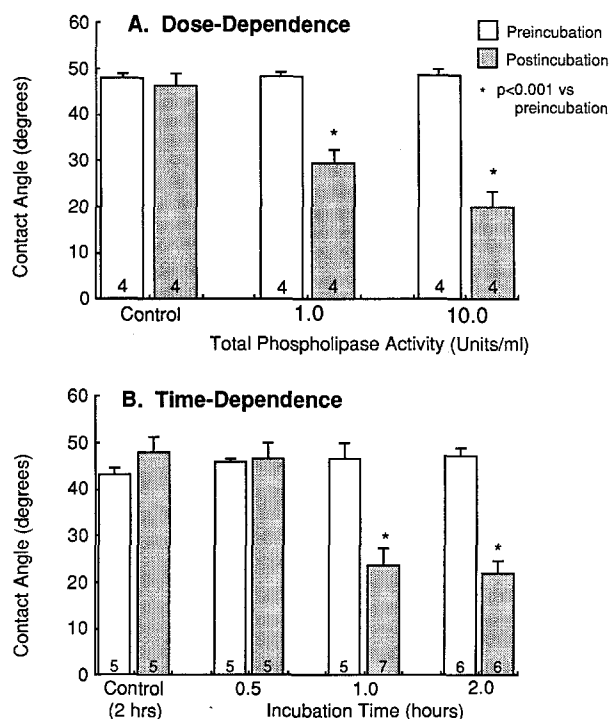 A. Dose-Dependence
Preincubation
Postincubation
* p<0.001 vs
preincubation
Contact Angle (degrees)
60
50
40
30
20
10
0
*
*
4 4 4 4 4 4
Control 1.0 10.0
Total Phospholipase Activity (Units/ml)
B. Time-Dependence
Contact Angle (degrees)
60
50
40
30
20
10
0
*
*
5 5 5 5 5 7 6 6
Control 0.5 1.0 2.0
(2 hrs) Incubation Time (hours)